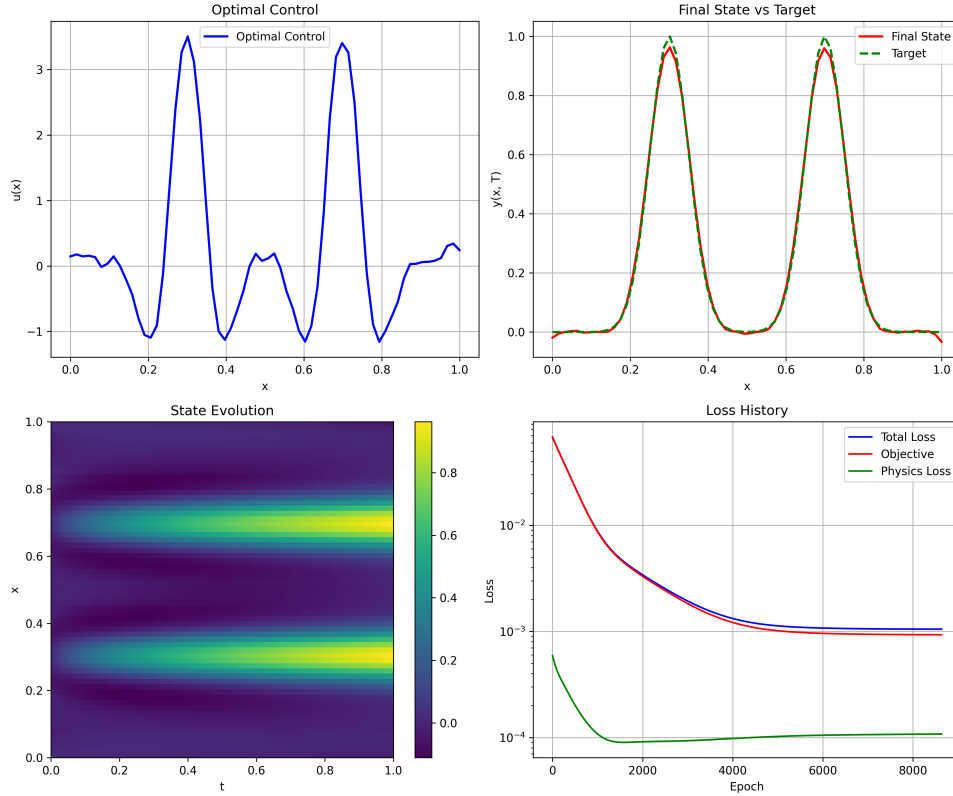 Optimal Control
Optimal Control
u(x)
3
2
1
0
−1
0.0 0.2 0.4 0.6 0.8 1.0
x
Final State vs Target
Final State
Target
y(x, T)
1.0
0.8
0.6
0.4
0.2
0.0
0.0 0.2 0.4 0.6 0.8 1.0
x
State Evolution
x
1.0
0.8
0.6
0.4
0.2
0.0
0.0 0.2 0.4 0.6 0.8 1.0
t
0.8
0.6
0.4
0.2
0.0
Loss History
Total Loss
Objective
Physics Loss
Loss
10⁻²
10⁻³
10⁻⁴
0 2000 4000 6000 8000
Epoch